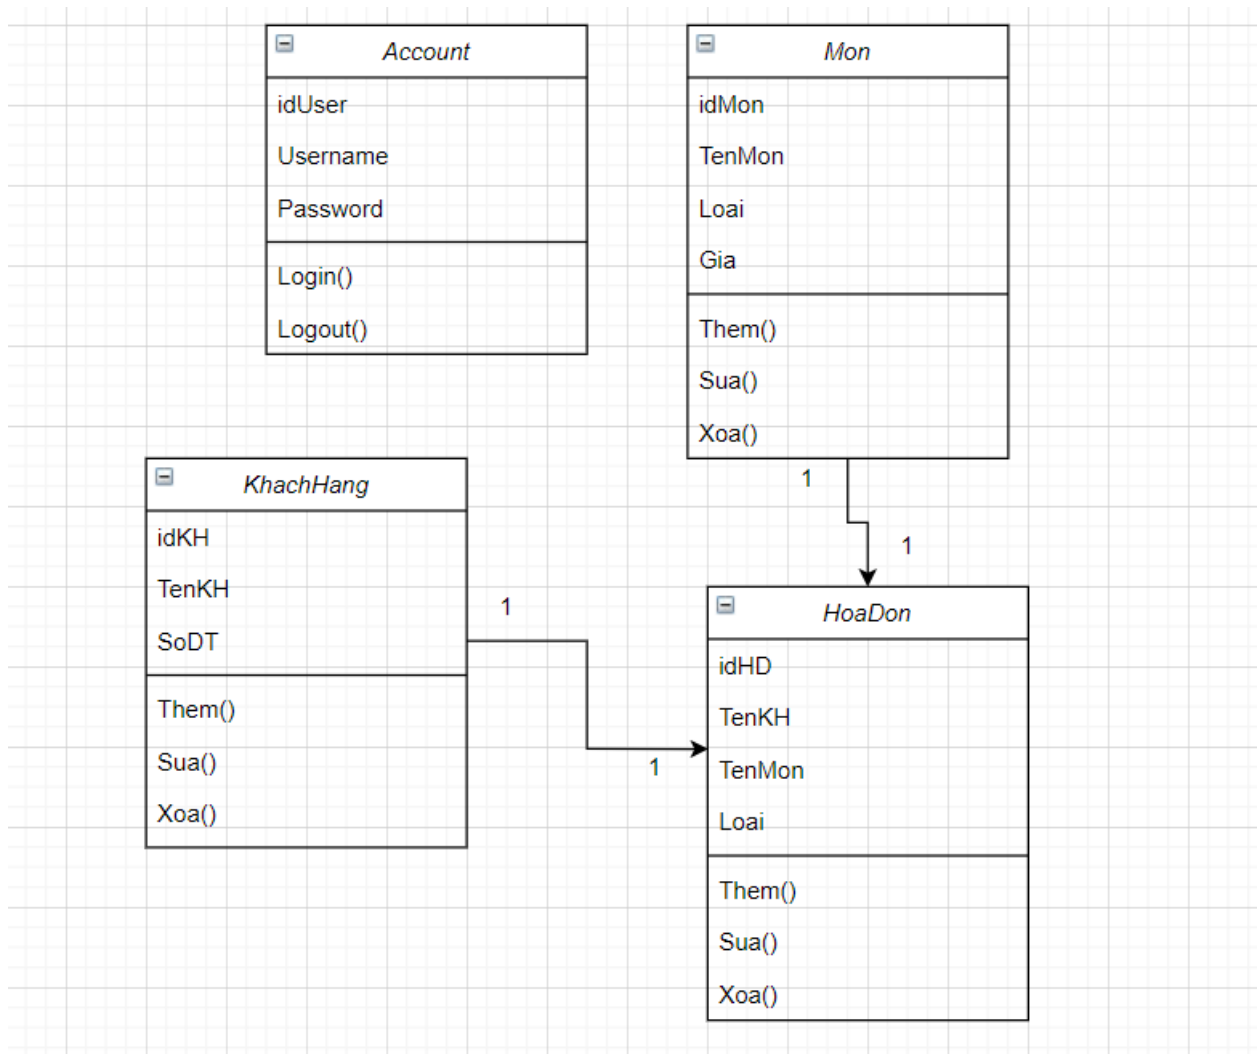 Account
idUser
Username
Password
Login()
Logout()
Mon
idMon
TenMon
Loai
Gia
Them()
Sua()
Xoa()
1
1
KhachHang
idKH
TenKH
SoDT
Them()
Sua()
Xoa()
1
1
HoaDon
idHD
TenKH
TenMon
Loai
Them()
Sua()
Xoa()